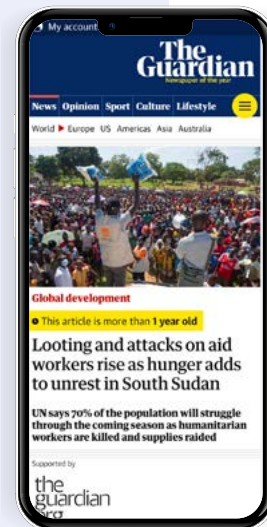 My account
The
Guardian
Newspaper of the year
News Opinion Sport Culture Lifestyle
World Europe US Americas Asia Australia
Global development
This article is more than 1 year old
Looting and attacks on aid
workers rise as hunger adds
to unrest in South Sudan
UN says 70% of the population will struggle
through the coming season as humanitarian
workers are killed and supplies raided
Supported by
the
guardian
org